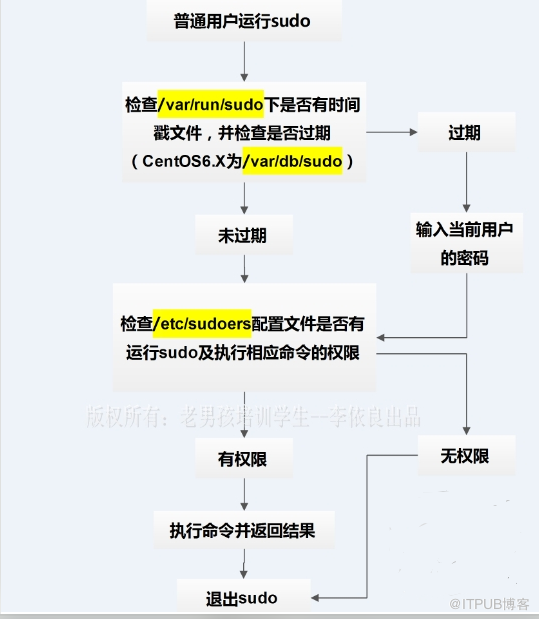 普通用户运行sudo
检查/var/run/sudo下是否有时间
戳文件，并检查是否过期
（CentOS6.X为/var/db/sudo）
过期
未过期
输入当前用户
的密码
检查/etc/sudoers配置文件是否有
运行sudo及执行相应命令的权限
版权所有：老男孩培训学生--李依良出品
有权限
无权限
执行命令并返回结果
退出sudo
@ITPUB博客